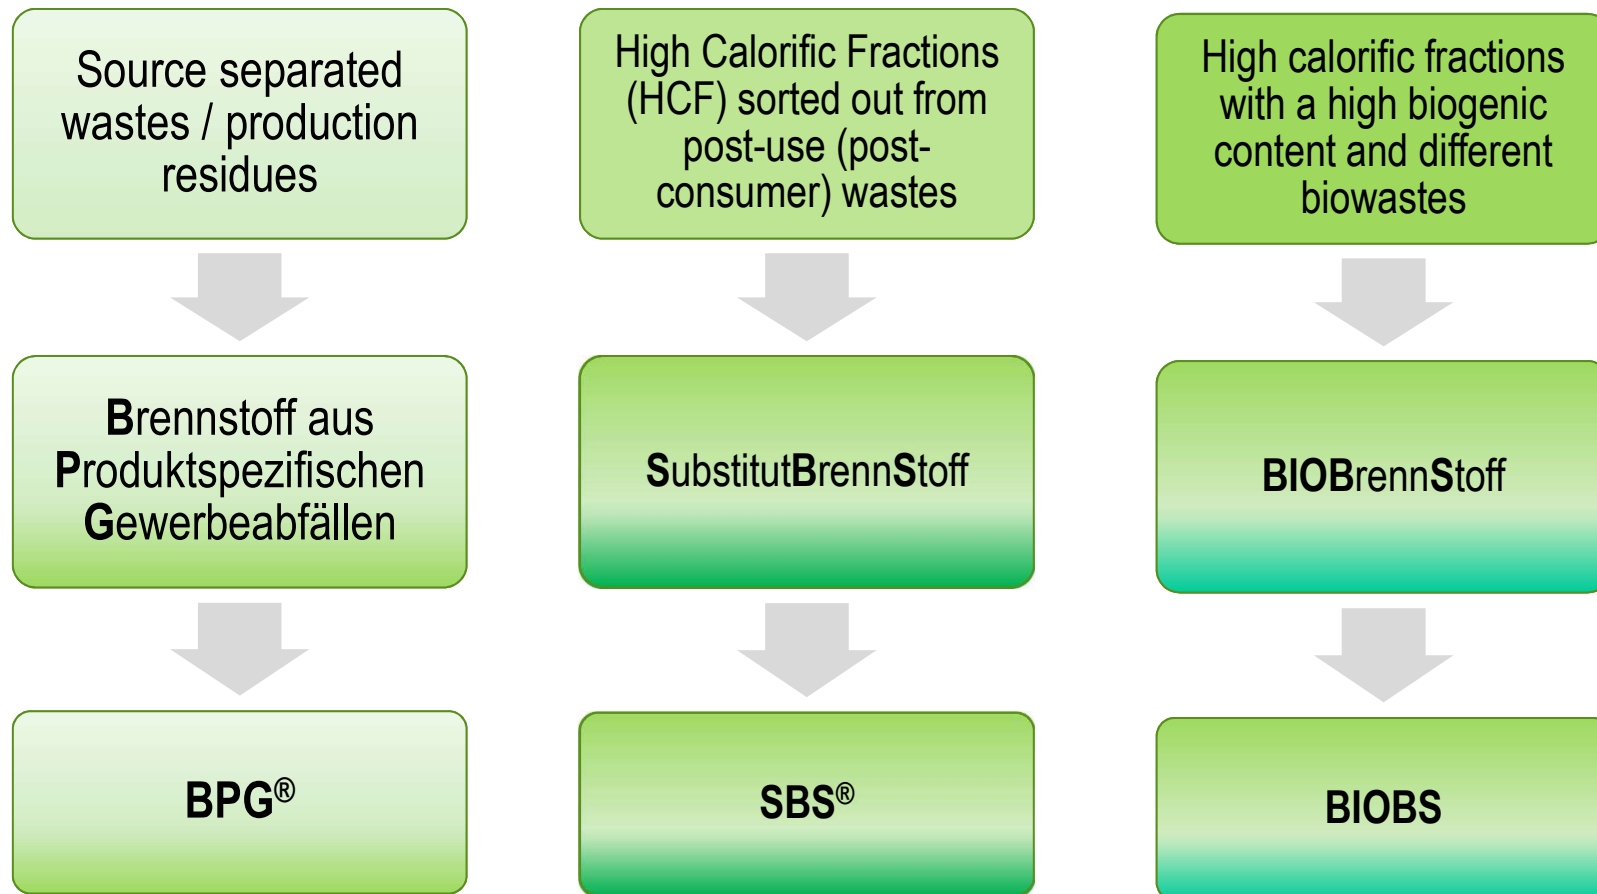 Source separated
wastes / production
residues
High Calorific Fractions
(HCF) sorted out from
post-use (post-
consumer) wastes
High calorific fractions
with a high biogenic
content and different
biowastes
Brennstoff aus
Produktspezifischen
Gewerbeabfällen
SubstitutBrennStoff
BIOBrennStoff
BPG®
SBS®
BIOBS